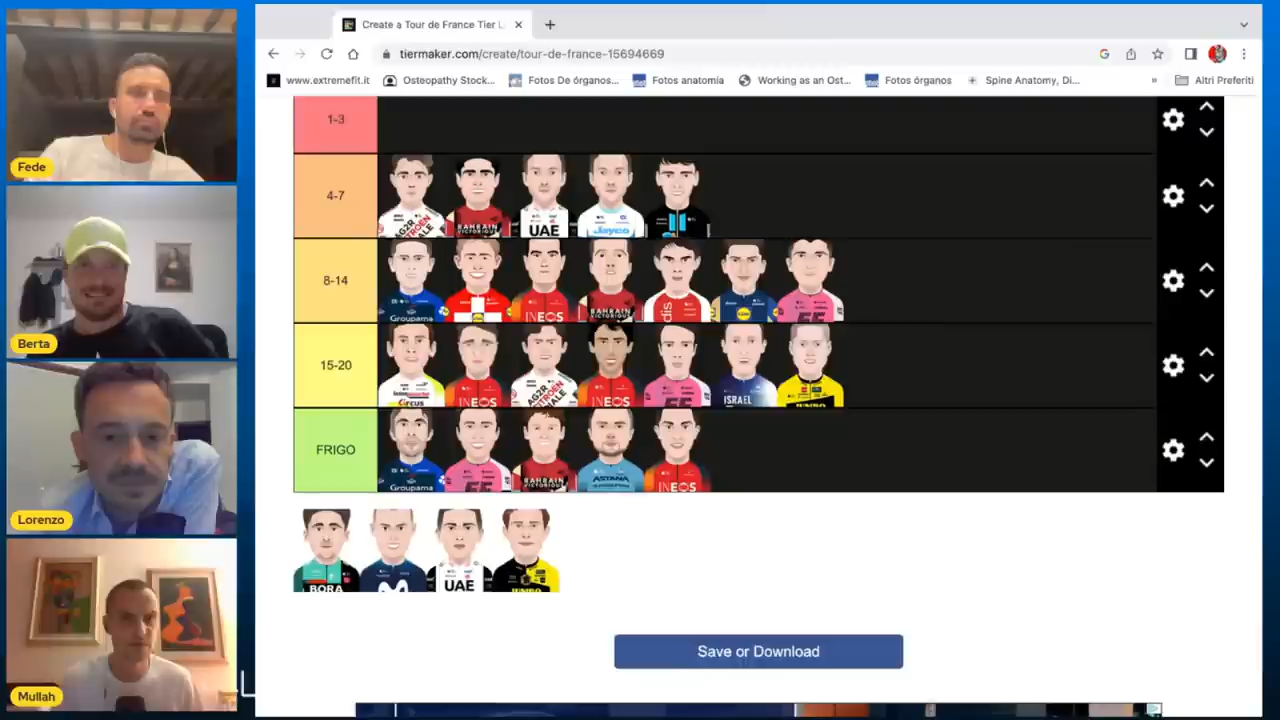 Create a Tour de France Tier L
tiermaker.com/create/tour-de-france-15694669
www.extremefit.it
Osteopathy Stock...
Fotos De órganos...
Fotos anatomia
Working as an Ost...
Fotos órganos
Spine Anatomy, Di...
»
Altri Preferiti
Fede
Berta
Lorenzo
Mullah
1-3
4-7
AG2R CITROËN
BAHRAIN VICTORIOUS
UAE
Jayco
8-14
Groupama
INEOS
BAHRAIN VICTORIOUS
EF
15-20
Circus
INEOS
AG2R CITROËN
INEOS
EF
ISRAEL
JUMBO
FRIGO
Groupama
EF
BAHRAIN VICTORIOUS
ASTANA
INEOS
BORA
UAE
JUMBO
Save or Download
L